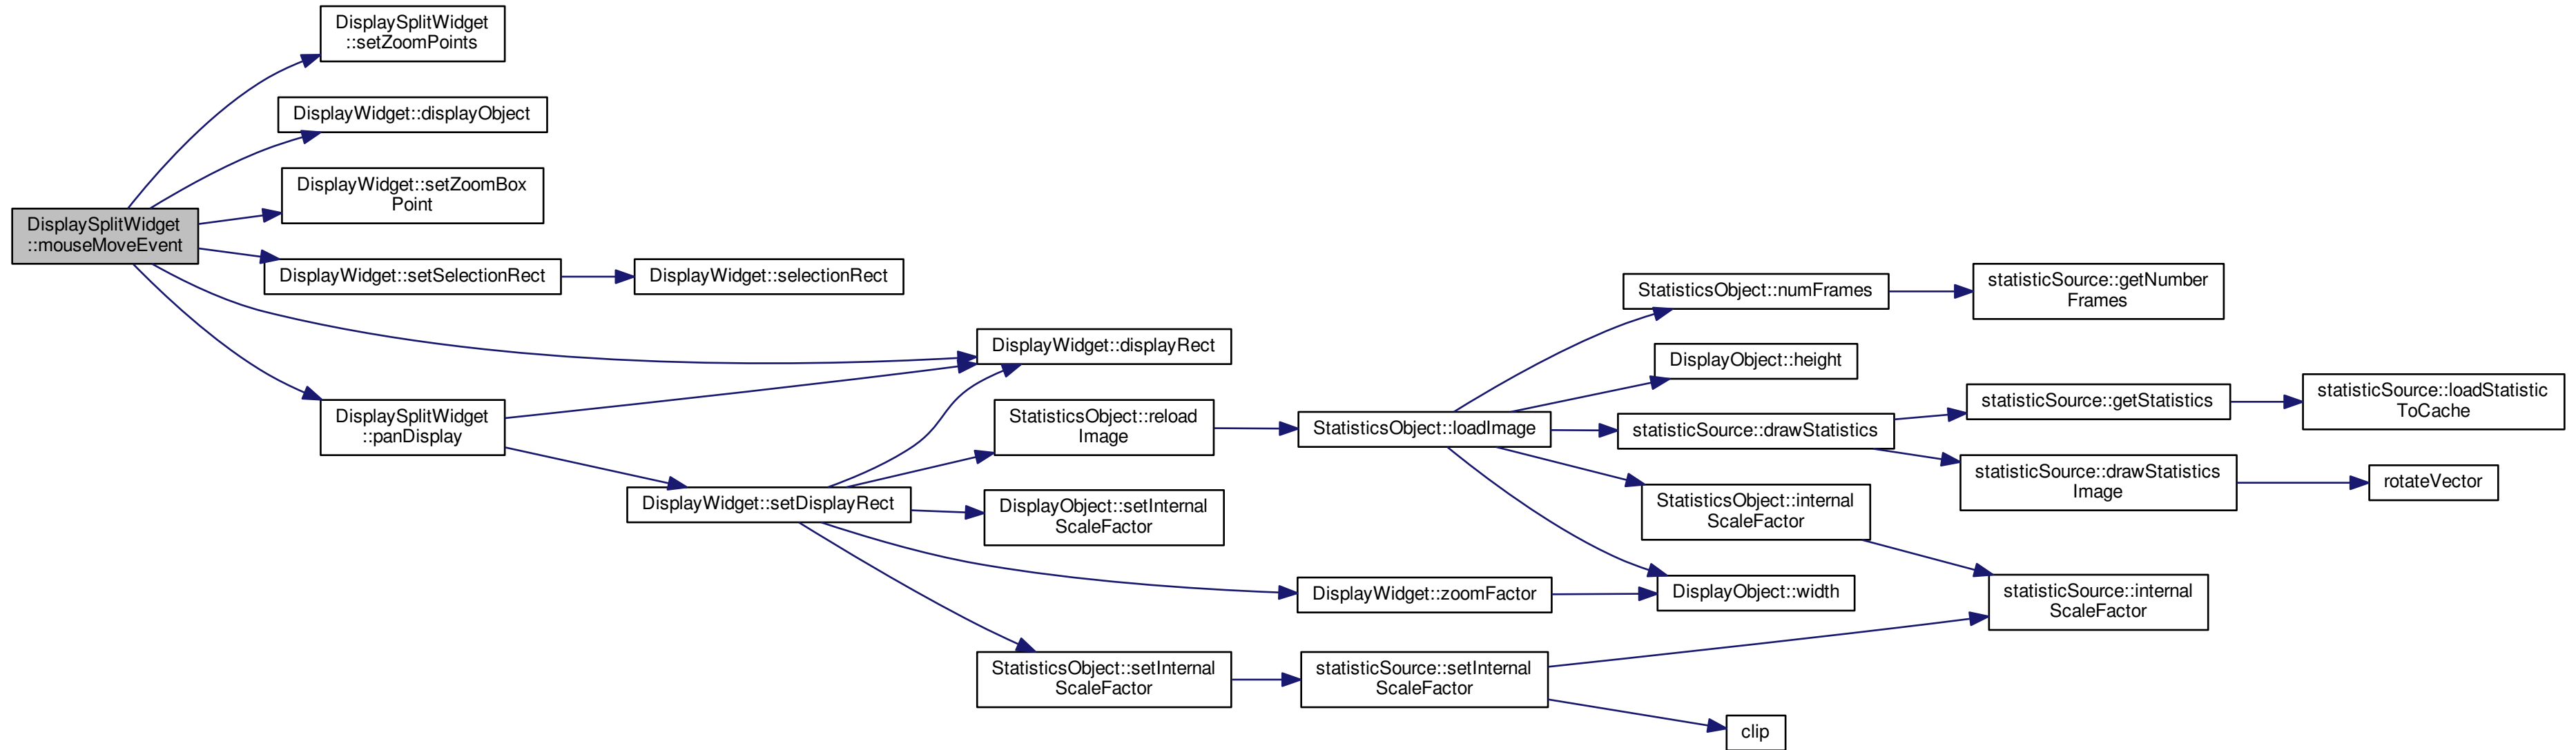 DisplaySplitWidget
::mouseMoveEvent
DisplaySplitWidget
::setZoomPoints
DisplayWidget::displayObject
DisplayWidget::setZoomBox
Point
DisplayWidget::setSelectionRect
DisplayWidget::selectionRect
DisplayWidget::displayRect
DisplaySplitWidget
::panDisplay
DisplayWidget::setDisplayRect
StatisticsObject::reload
Image
DisplayObject::setInternal
ScaleFactor
DisplayWidget::zoomFactor
StatisticsObject::setInternal
ScaleFactor
StatisticsObject::loadImage
statisticSource::setInternal
ScaleFactor
StatisticsObject::numFrames
DisplayObject::height
statisticSource::drawStatistics
StatisticsObject::internal
ScaleFactor
DisplayObject::width
clip
statisticSource::getNumber
Frames
statisticSource::getStatistics
statisticSource::drawStatistics
Image
statisticSource::internal
ScaleFactor
statisticSource::loadStatistic
ToCache
rotateVector